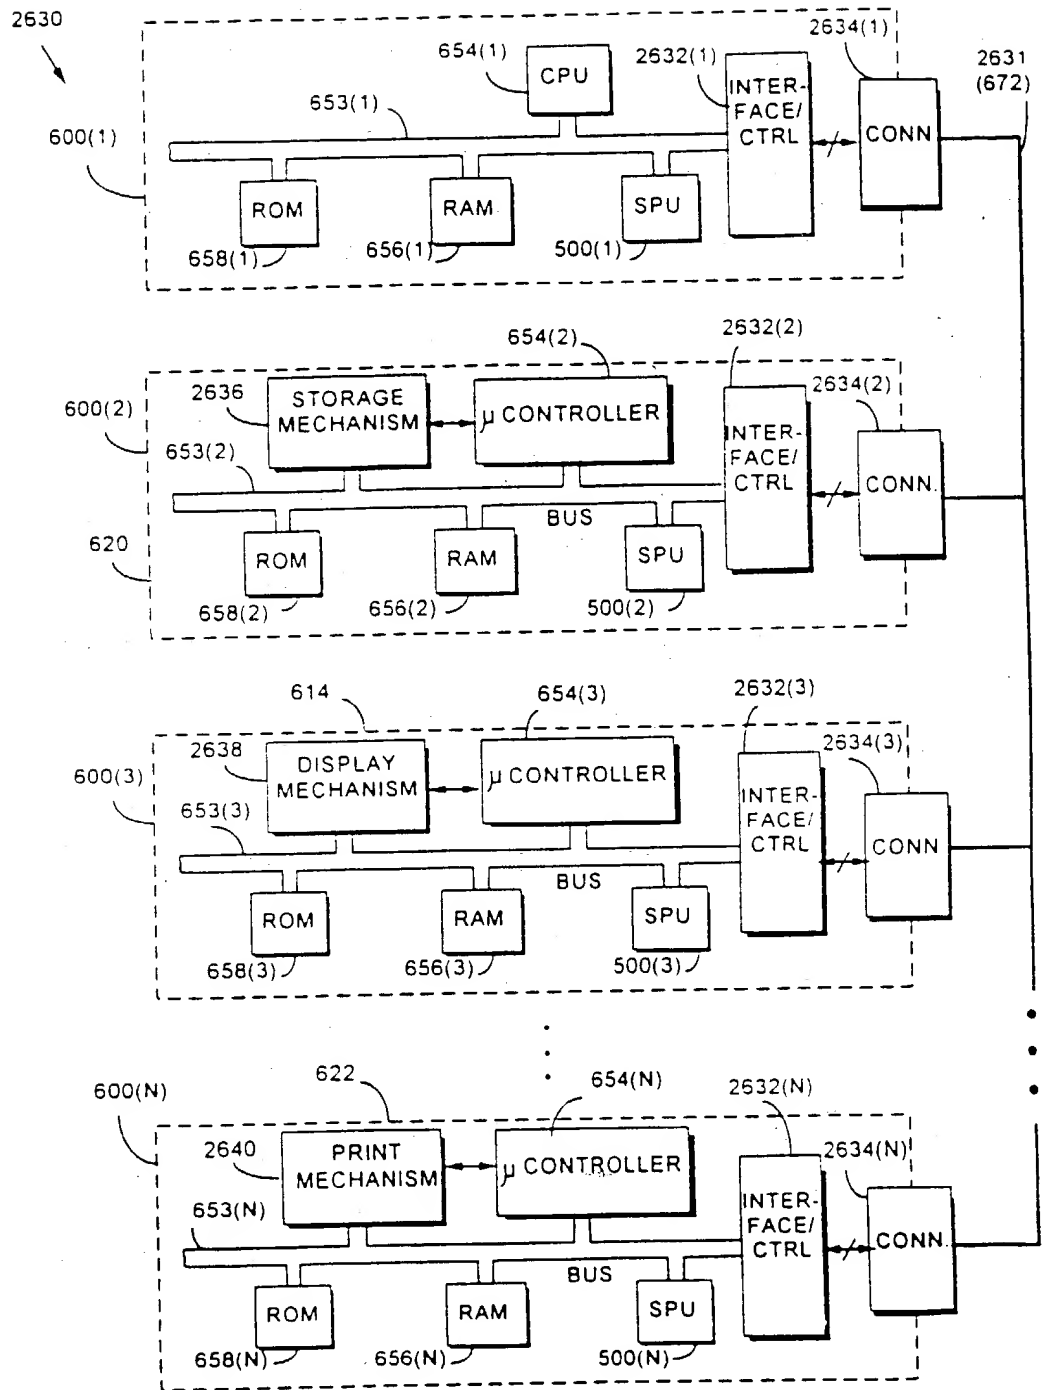 2630
654(1)
2632(1)
2634(1)
2631
(672)
CPU
INTER-
FACE/
CTRL
653(1)
600(1)
CONN
ROM
RAM
SPU
658(1)
656(1)
500(1)
654(2)
2632(2)
2634(2)
2636
STORAGE
MECHANISM
μ CONTROLLER
600(2)
INTER-
FACE/
CTRL
653(2)
CONN.
BUS
620
ROM
RAM
SPU
658(2)
656(2)
500(2)
614
654(3)
2632(3)
2634(3)
2638
DISPLAY
MECHANISM
μ CONTROLLER
600(3)
INTER-
FACE/
CTRL
653(3)
CONN
BUS
ROM
RAM
SPU
658(3)
656(3)
500(3)
622
654(N)
2632(N)
600(N)
2634(N)
2640
PRINT
MECHANISM
μ CONTROLLER
INTER-
FACE/
CTRL
653(N)
CONN.
BUS
ROM
RAM
SPU
658(N)
656(N)
500(N)